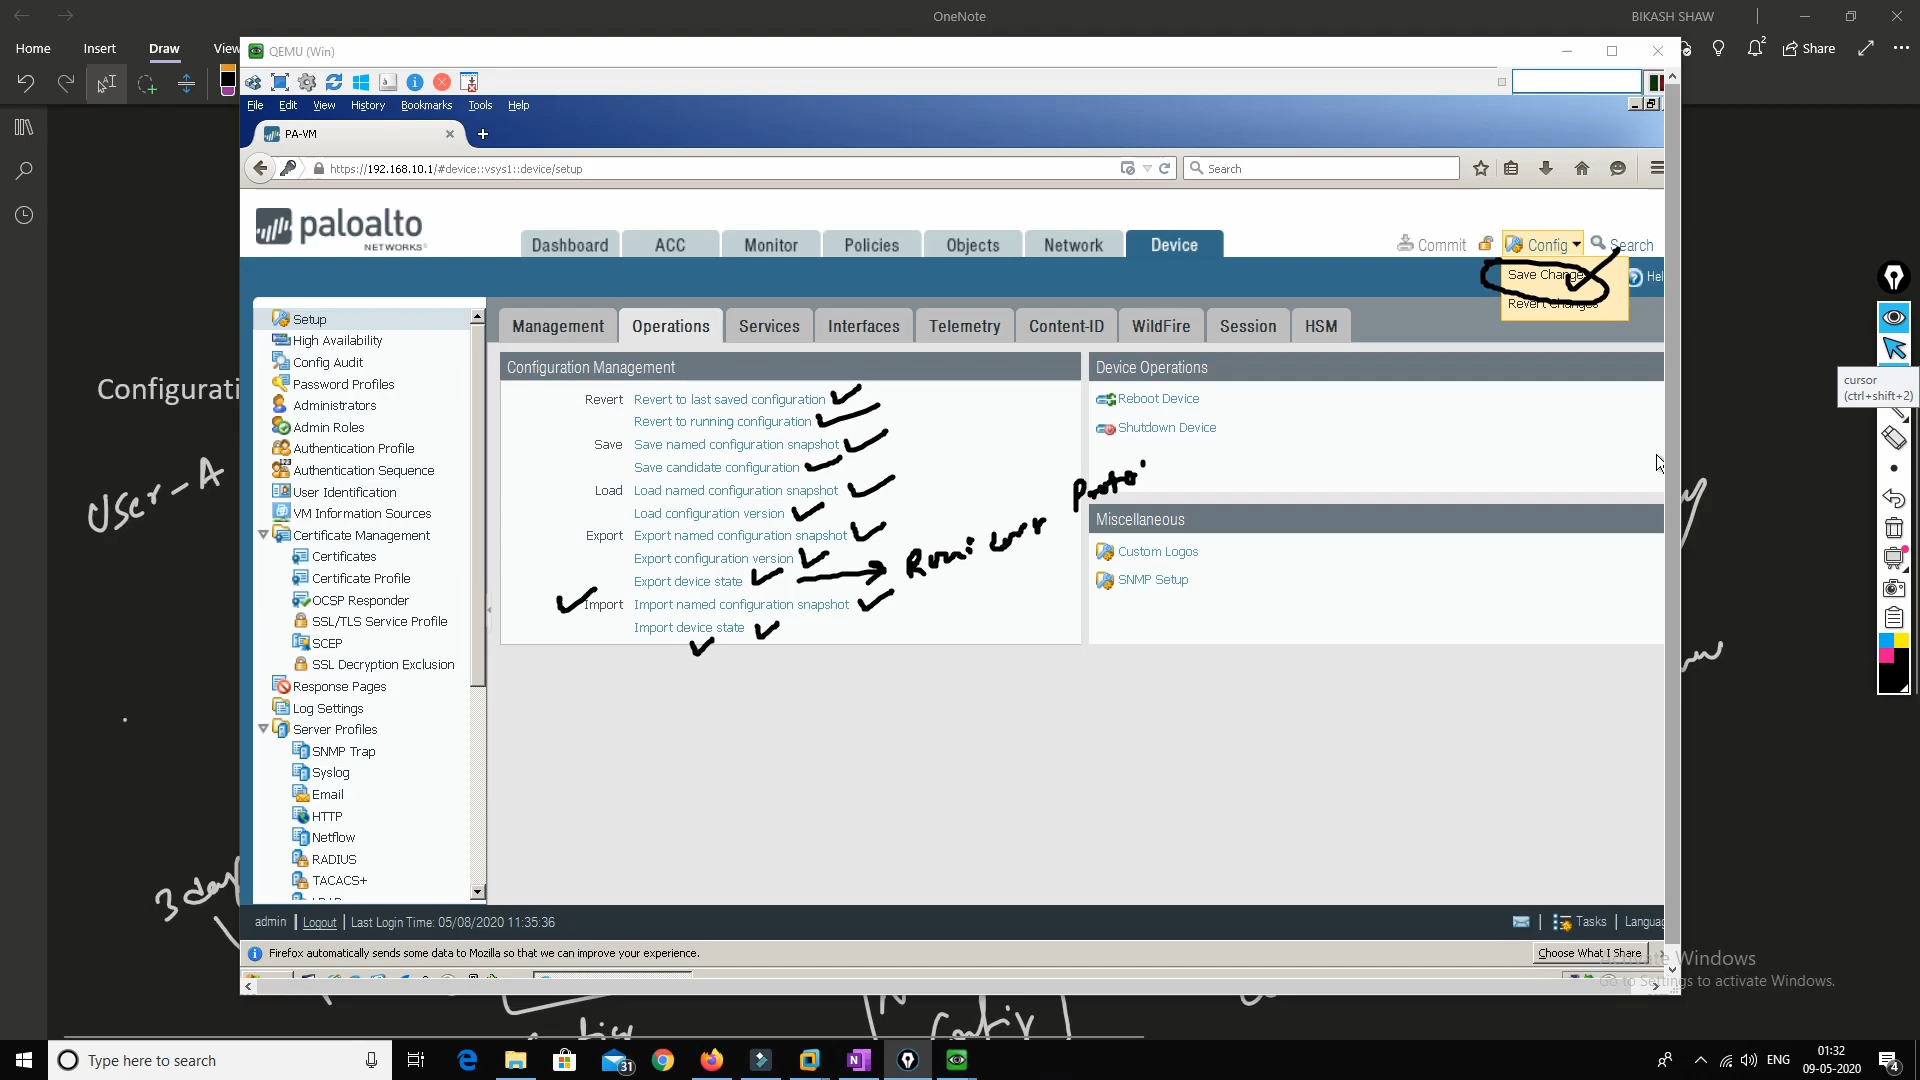 OneNote
BIKASH SHAW
Home Insert Draw View
2
Share
QEMU (Win)
File Edit View History Bookmarks Tools Help
PA-VM
https://192.168.10.1/#device::vsys1::device/setup
Search
paloalto
NETWORKS
Dashboard ACC Monitor Policies Objects Network Device
Commit Config Search
Save Changes
Revert Changes
Hel
Management Operations Services Interfaces Telemetry Content-ID WildFire Session HSM
Setup
High Availability
Config Audit
Password Profiles
Administrators
Admin Roles
Authentication Profile
Authentication Sequence
User Identification
VM Information Sources
Certificate Management
Certificates
Certificate Profile
OCSP Responder
SSL/TLS Service Profile
SCEP
SSL Decryption Exclusion
Response Pages
Log Settings
Server Profiles
SNMP Trap
Syslog
Email
HTTP
Netflow
RADIUS
TACACS+
Configuration Management
Revert Revert to last saved configuration
Revert to running configuration
Save Save named configuration snapshot
Save candidate configuration
Load Load named configuration snapshot
Load configuration version
Export Export named configuration snapshot
Export configuration version
Export device state
Import Import named configuration snapshot
Import device state
Device Operations
Reboot Device
Shutdown Device
Miscellaneous
Custom Logos
SNMP Setup
cursor
(ctrl+shift+2)
Configurati
User-A
3 day
admin Logout Last Login Time: 05/08/2020 11:35:36
Tasks Languag
Firefox automatically sends some data to Mozilla so that we can improve your experience.
Choose What I Share
Activate Windows
Go to Settings to activate Windows.
Type here to search
31
ENG
01:32
09-05-2020
4